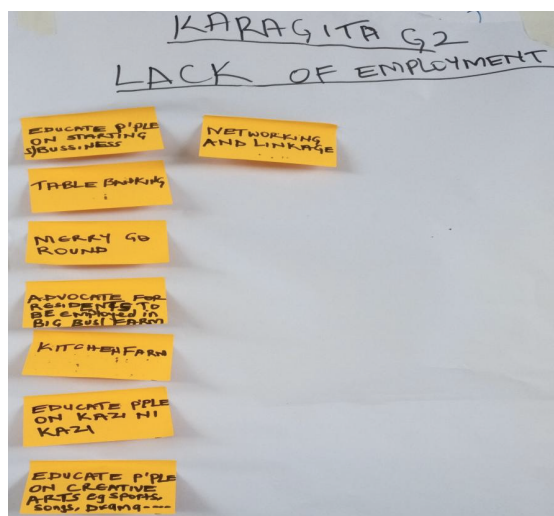 KARAGITA G2
LACK OF EMPLOYMENT
EDUCATE P'PLE
ON STARTING
S/BUSSINESS
NETWORKING
AND LINKAGE
TABLE BANKING
MERRY GO
ROUND
ADVOCATE FOR
RESIDENTS TO
BE EMPLOYED in
BIG BUS/FARM
KITCHEN FARM
EDUCATE P'PLE
ON KAZI NI
KAZI
EDUCATE P'PLE
ON CREATIVE
ARTS eg SPORTS,
SONGS, DRAMA----